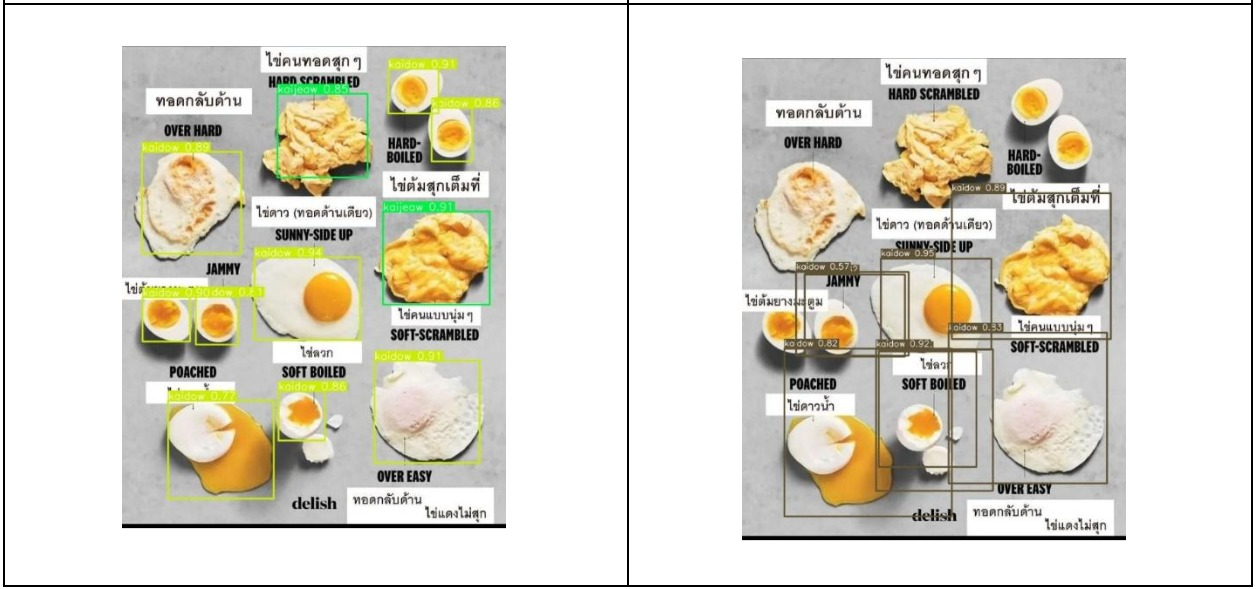 ไข่คนทอดสุก ๆ
kaidow 0.91
HARD SCRAMBLED
kaijeaw 0.85
ทอดกลับด้าน
kaidow 0.86
OVER HARD
kaidow 0.89
HARD-
BOILED
ไข่ต้มสุกเต็มที่
ไข่ดาว (ทอดด้านเดียว)
kaijeaw 0.91
SUNNY-SIDE UP
kaidow 0.94
JAMMY
kaidow 0.90
ไข่คนแบบนุ่ม ๆ
SOFT-SCRAMBLED
ไข่ลวก
kaidow 0.91
POACHED
SOFT BOILED
kaidow 0.86
kaidow 0.77
OVER EASY
delish
ทอดกลับด้าน
ไข่แดงไม่สุก
ไข่คนทอดสุก ๆ
HARD SCRAMBLED
ทอดกลับด้าน
OVER HARD
HARD-
BOILED
kaidow 0.89
ไข่ต้มสุกเต็มที่
ไข่ดาว (ทอดด้านเดียว)
SUNNY-SIDE UP
kaidow 0.95
kaidow 0.57
JAMMY
ไข่ต้มยางมะตูม
ไข่คนแบบนุ่ม ๆ
kaidow 0.83
SOFT-SCRAMBLED
kaidow 0.82
kaidow 0.92
ไข่ลวก
POACHED
SOFT BOILED
ไข่ดาวน้ำ
OVER EASY
delish
ทอดกลับด้าน
ไข่แดงไม่สุก